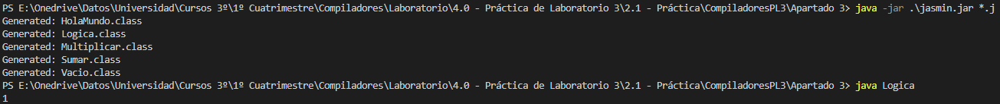 PS E:\Onedrive\Datos\Universidad\Cursos 3º\1º Cuatrimestre\Compiladores\Laboratorio\4.0 - Práctica de Laboratorio 3\2.1 - Práctica\CompiladoresPL3\Apartado 3> java -jar .\jasmin.jar *.j
Generated: HolaMundo.class
Generated: Logica.class
Generated: Multiplicar.class
Generated: Sumar.class
Generated: Vacio.class
PS E:\Onedrive\Datos\Universidad\Cursos 3º\1º Cuatrimestre\Compiladores\Laboratorio\4.0 - Práctica de Laboratorio 3\2.1 - Práctica\CompiladoresPL3\Apartado 3> java Logica
1